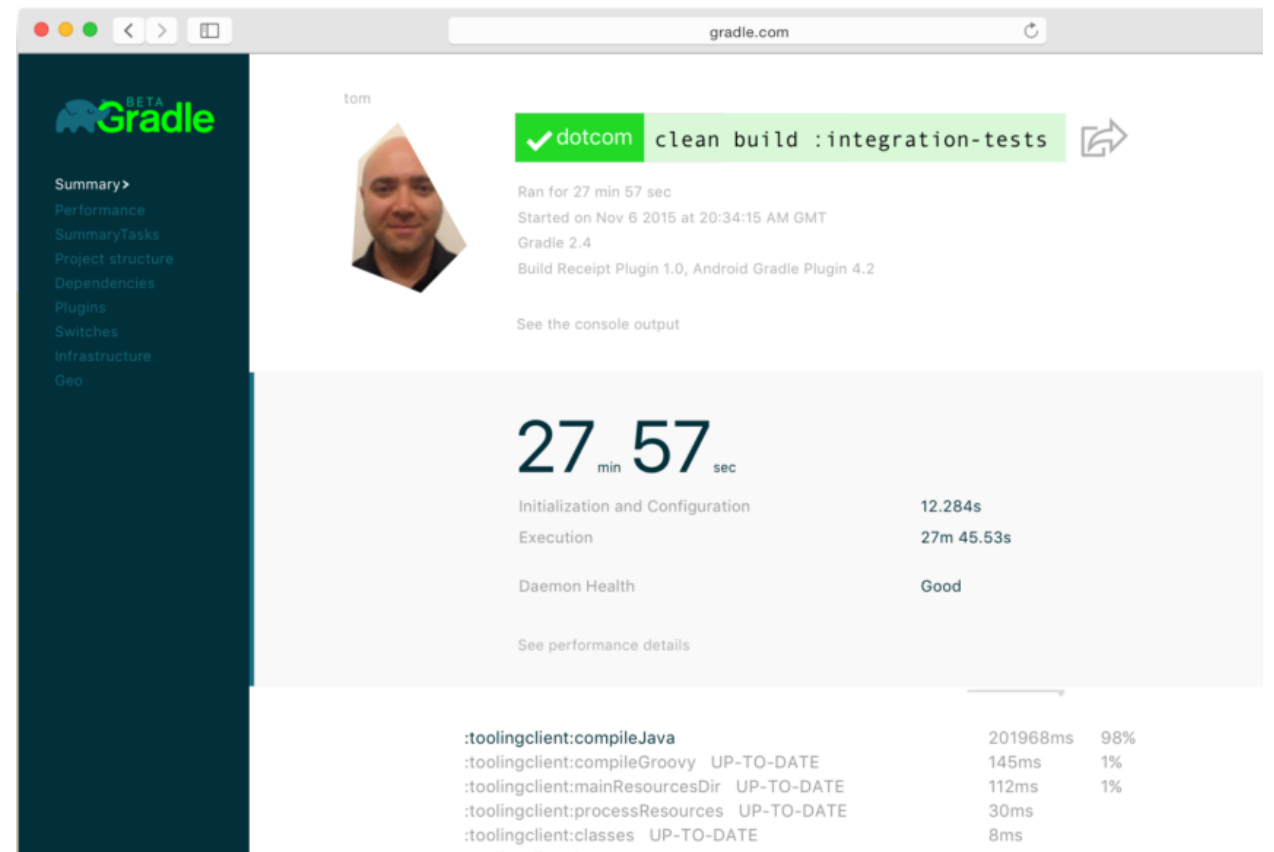 gradle.com
BETA
Gradle
Summary>
Performance
SummaryTasks
Project structure
Dependencies
Plugins
Switches
Infrastructure
Geo
tom
dotcom clean build :integration-tests
Ran for 27 min 57 sec
Started on Nov 6 2015 at 20:34:15 AM GMT
Gradle 2.4
Build Receipt Plugin 1.0, Android Gradle Plugin 4.2
See the console output
27 min 57 sec
Initialization and Configuration 12.284s
Execution 27m 45.53s
Daemon Health Good
See performance details
:toolingclient:compileJava 201968ms 98%
:toolingclient:compileGroovy UP-TO-DATE 145ms 1%
:toolingclient:mainResourcesDir UP-TO-DATE 112ms 1%
:toolingclient:processResources UP-TO-DATE 30ms
:toolingclient:classes UP-TO-DATE 8ms